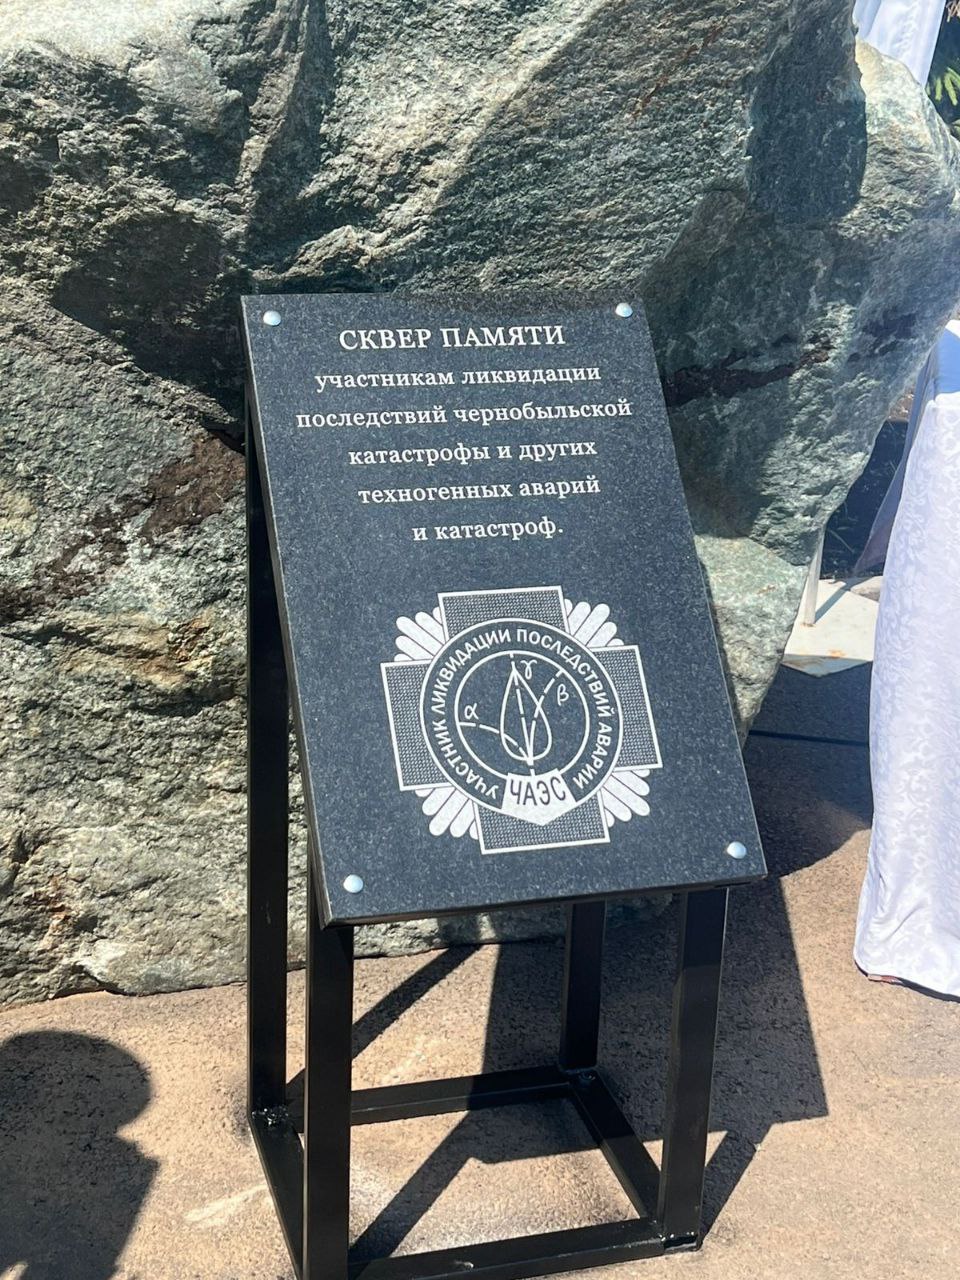 СКВЕР ПАМЯТИ
участникам ликвидации
последствий чернобыльской
катастрофы и других
техногенных аварий
и катастроф.
УЧАСТНИК ЛИКВИДАЦИИ ПОСЛЕДСТВИЙ АВАРИИ
α γ β
ЧАЭС